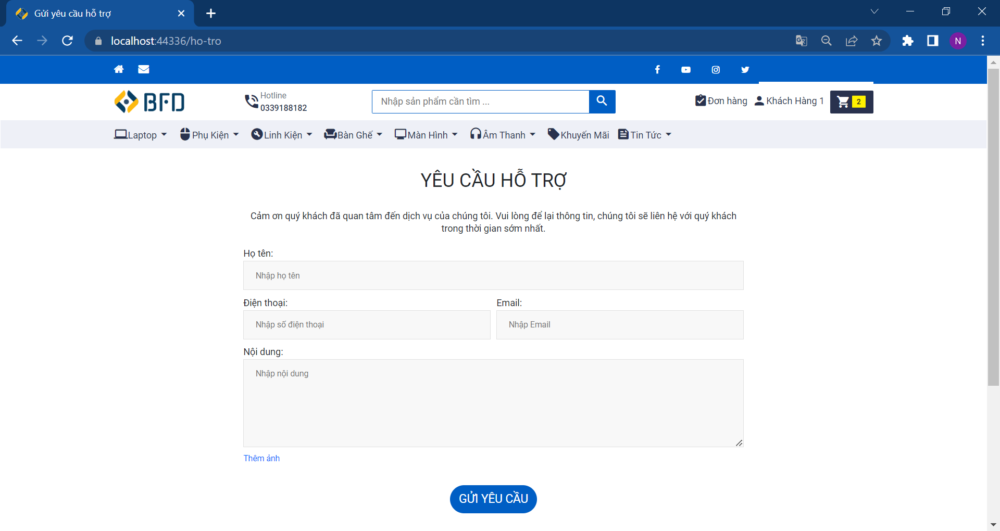 Gửi yêu cầu hỗ trợ
localhost:44336/ho-tro
N
BFD
Hotline
0339188182
Nhập sản phẩm cần tìm ...
Đơn hàng
Khách Hàng 1
2
Laptop
Phụ Kiện
Linh Kiện
Bàn Ghế
Màn Hình
Âm Thanh
Khuyến Mãi
Tin Tức
YÊU CẦU HỖ TRỢ
Cảm ơn quý khách đã quan tâm đến dịch vụ của chúng tôi. Vui lòng để lại thông tin, chúng tôi sẽ liên hệ với quý khách
trong thời gian sớm nhất.
Họ tên:
Nhập họ tên
Điện thoại:
Email:
Nhập số điện thoại
Nhập Email
Nội dung:
Nhập nội dung
Thêm ảnh
GỬI YÊU CẦU